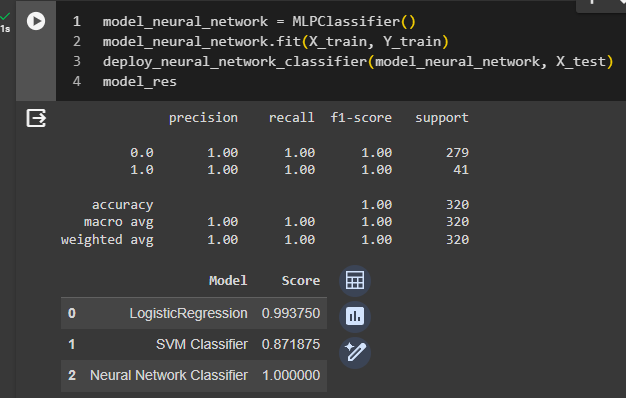 1s
1 model_neural_network = MLPClassifier()
2 model_neural_network.fit(X_train, Y_train)
3 deploy_neural_network_classifier(model_neural_network, X_test)
4 model_res
precision recall f1-score support
0.0 1.00 1.00 1.00 279
1.0 1.00 1.00 1.00 41
accuracy 1.00 320
macro avg 1.00 1.00 1.00 320
weighted avg 1.00 1.00 1.00 320
Model Score
0 LogisticRegression 0.993750
1 SVM Classifier 0.871875
2 Neural Network Classifier 1.000000